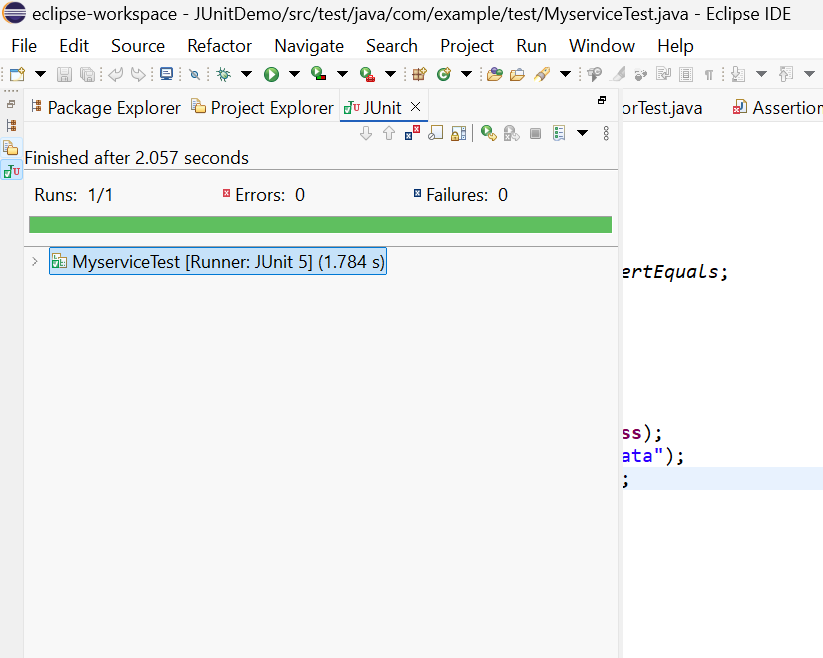 eclipse-workspace - JUnitDemo/src/test/java/com/example/test/MyserviceTest.java - Eclipse IDE
File Edit Source Refactor Navigate Search Project Run Window Help
Package Explorer Project Explorer JUnit orTest.java Assertion
Finished after 2.057 seconds
Runs: 1/1 Errors: 0 Failures: 0
MyserviceTest [Runner: JUnit 5] (1.784 s)
ertEquals;
ss);
ata");
;